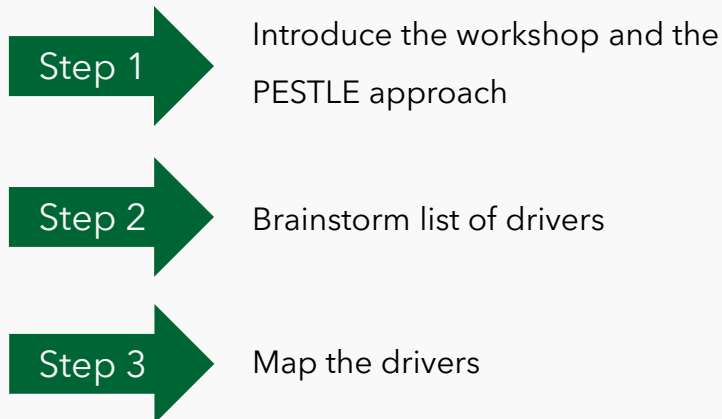 Step 1
Introduce the workshop and the
PESTLE approach
Step 2
Brainstorm list of drivers
Step 3
Map the drivers